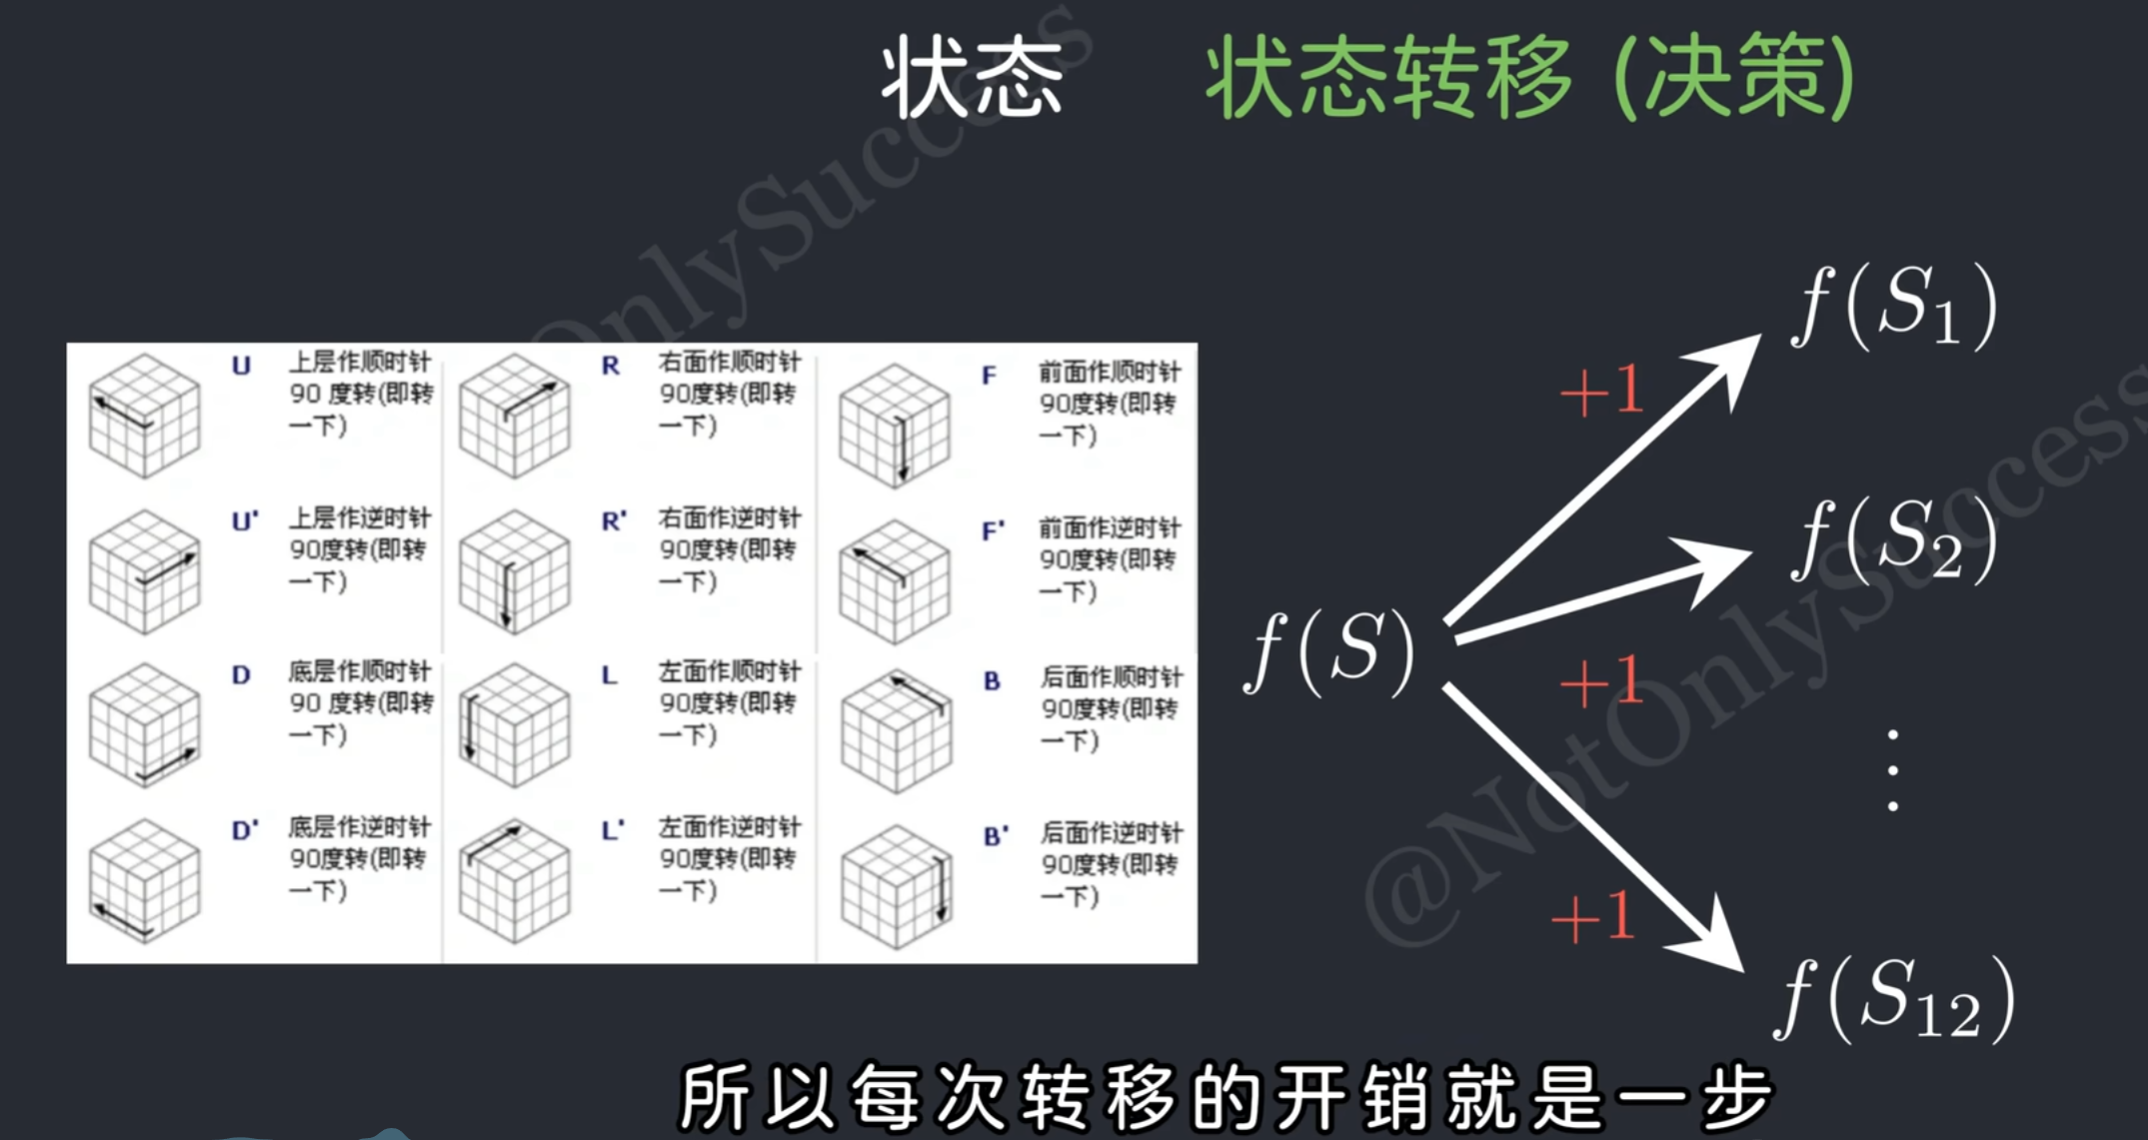 状态 状态转移 (决策)
U 上层作顺时针
90 度转(即转
一下)
R 右面作顺时针
90度转(即转
一下)
F 前面作顺时针
90度转(即转
一下)
U' 上层作逆时针
90度转(即转
一下)
R' 右面作逆时针
90度转(即转
一下)
F' 前面作逆时针
90度转(即转
一下)
D 底层作顺时针
90 度转(即转
一下)
L 左面作顺时针
90度转(即转
一下)
B 后面作顺时针
90度转(即转
一下)
D' 底层作逆时针
90度转(即转
一下)
L' 左面作逆时针
90度转(即转
一下)
B' 后面作逆时针
90度转(即转
一下)
f(S)
+1
f(S₁)
+1
f(S₂)
⋮
+1
f(S₁₂)
所以每次转移的开销就是一步
OnlySuccess
@NotOnlySuccess